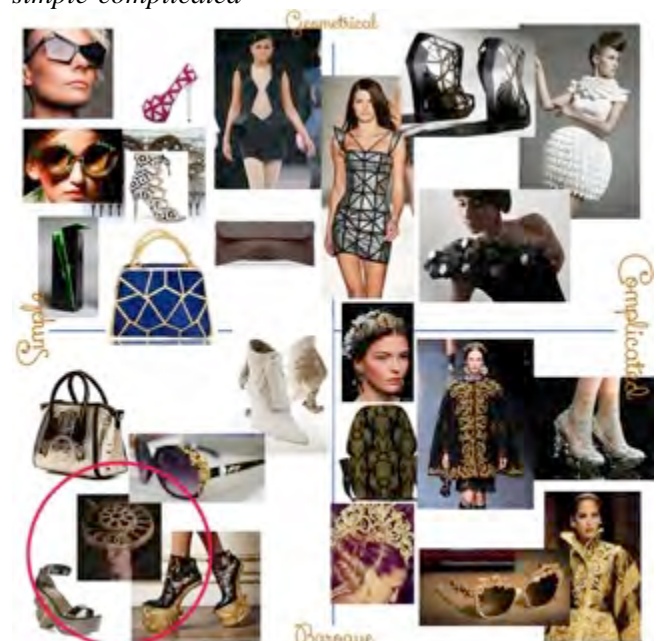 simple-complicated
Geometrical
Simple
Complicated
Baroque